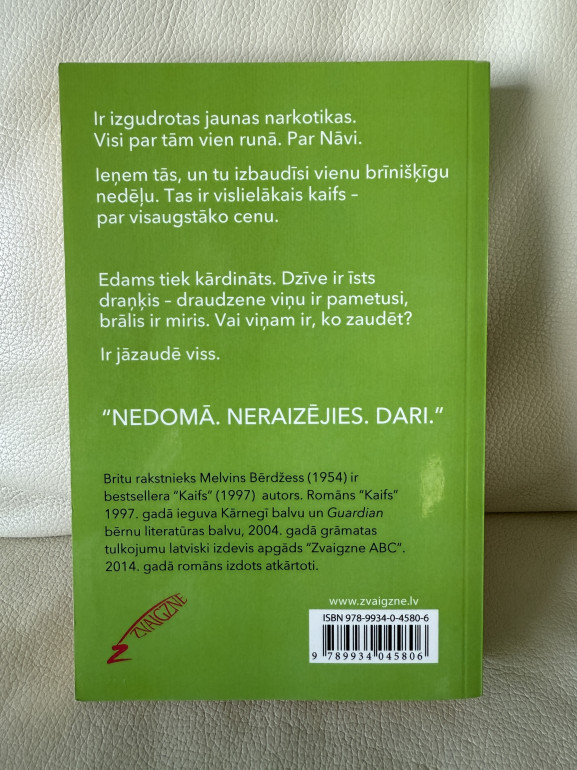 Ir izgudrotas jaunas narkotikas.
Visi par tām vien runā. Par Nāvi.
Ieņem tās, un tu izbaudīsi vienu brīnišķīgu
nedēļu. Tas ir vislielākais kaifs –
par visaugstāko cenu.
Edams tiek kārdināts. Dzīve ir īsts
draņķis – draudzene viņu ir pametusi,
brālis ir miris. Vai viņam ir, ko zaudēt?
Ir jāzaudē viss.
“NEDOMĀ. NERAIZĒJIES. DARI.“
Britu rakstnieks Melvins Bērdžess (1954) ir
bestsellera “Kaifs” (1997) autors. Romāns “Kaifs”
1997. gadā ieguva Kārnegī balvu un Guardian
bērnu literatūras balvu, 2004. gadā grāmatas
tulkojumu latviski izdevis apgāds “Zvaigzne ABC“.
2014. gadā romāns izdots atkārtoti.
ZVAIGZNE
www.zvaigzne.lv
ISBN 978-9934-0-4580-6
9 789934 045806